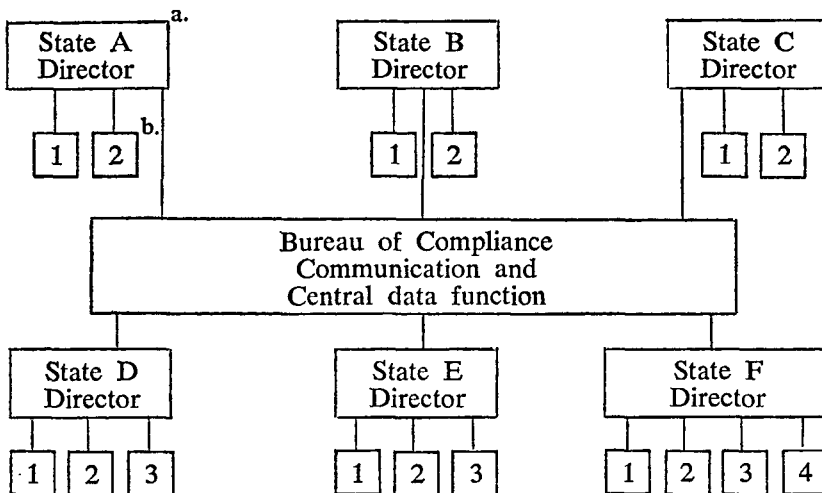 a.
State A
Director
State B
Director
State C
Director
b.
1 2
1 2
1 2
Bureau of Compliance
Communication and
Central data function
State D
Director
State E
Director
State F
Director
1 2 3
1 2 3
1 2 3 4